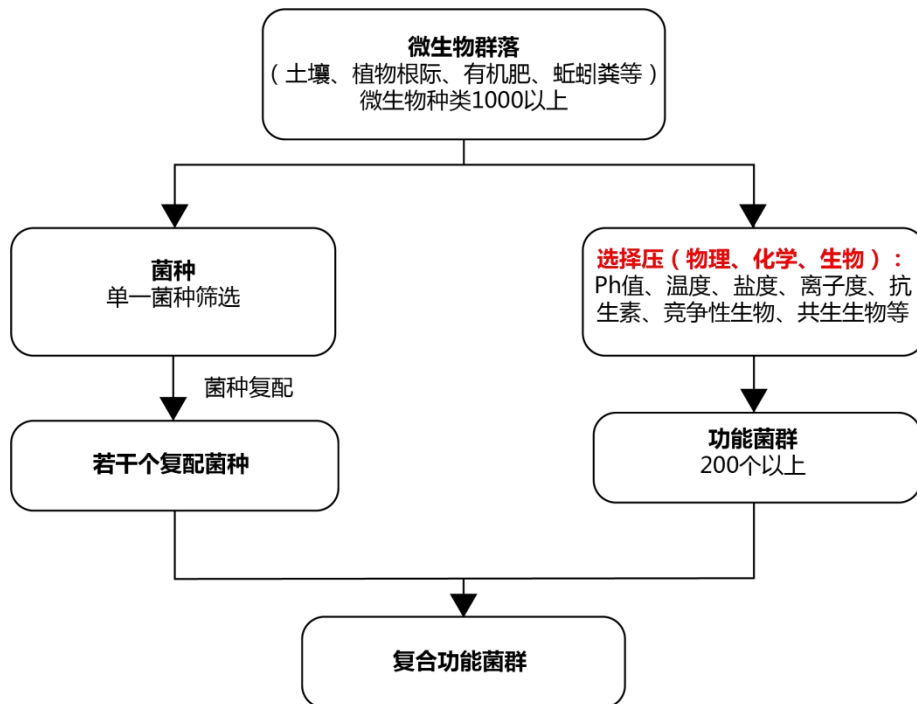 微生物群落
（土壤、植物根际、有机肥、蚯蚓粪等）
微生物种类1000以上
菌种
单一菌种筛选
选择压（物理、化学、生物）：
Ph值、温度、盐度、离子度、抗
生素、竞争性生物、共生生物等
菌种复配
若干个复配菌种
功能菌群
200个以上
复合功能菌群